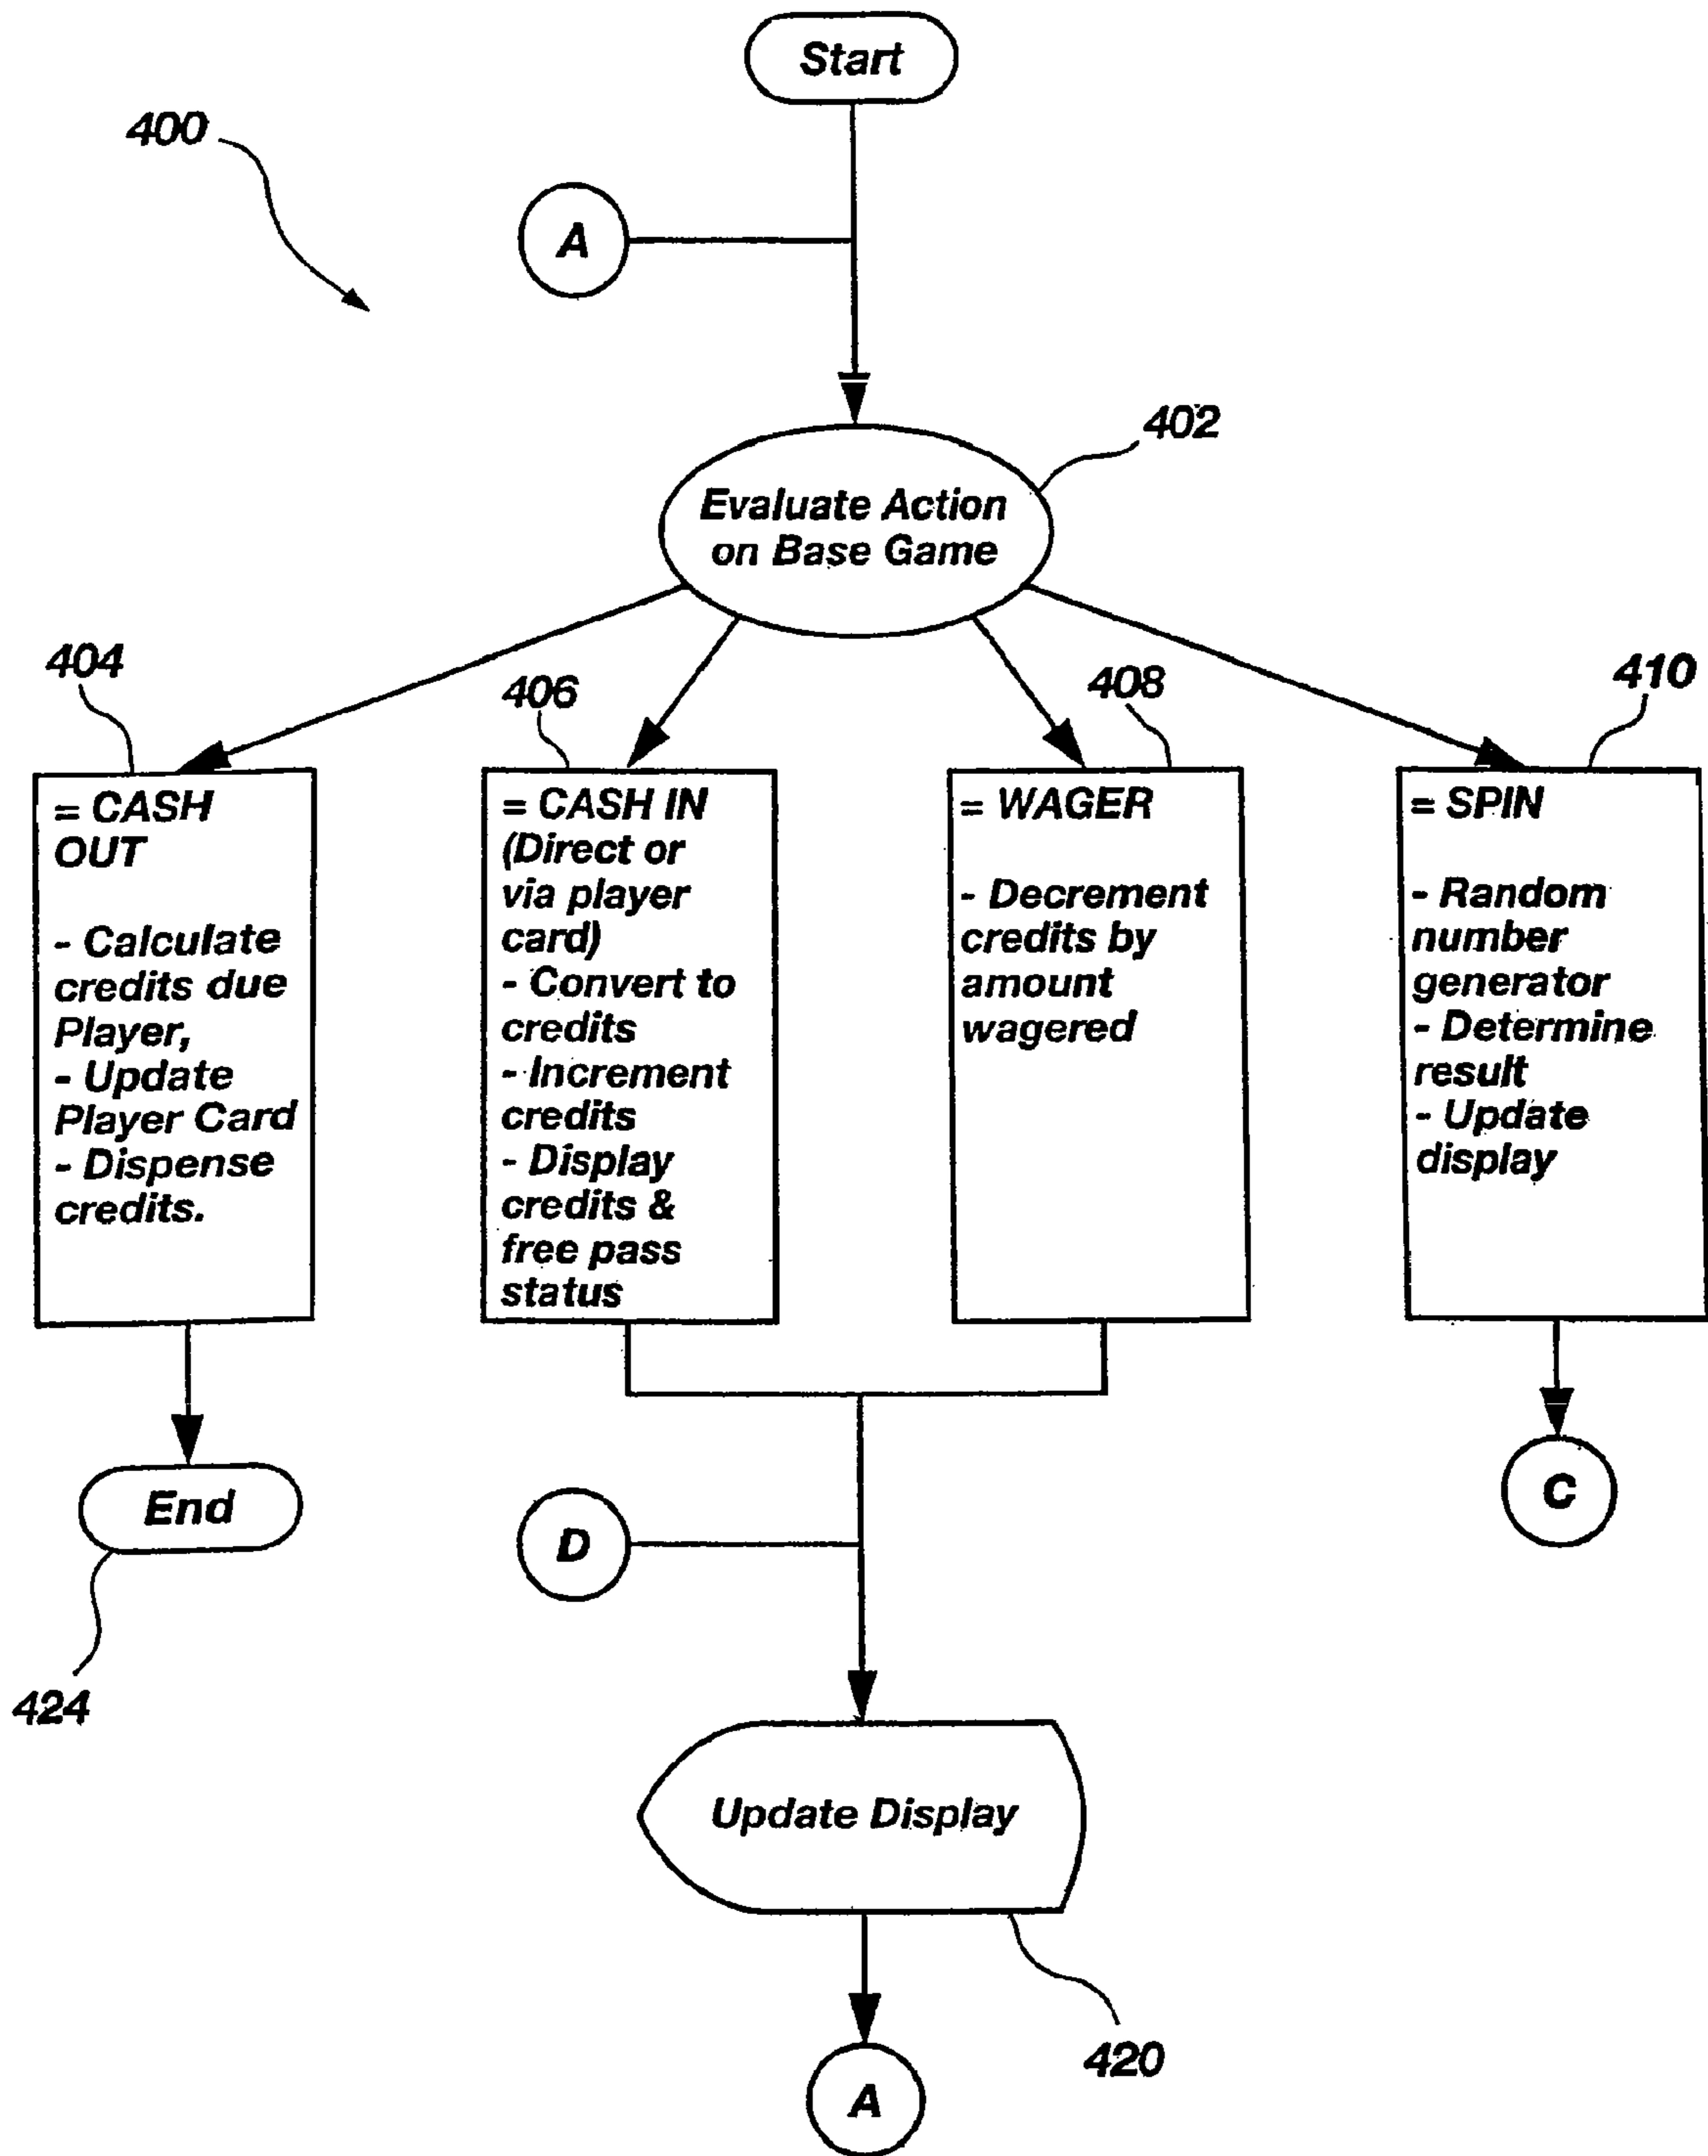 Start
400
A
402
Evaluate Action
on Base Game
404
406
408
410
= CASH
OUT
- Calculate
credits due
Player,
- Update
Player Card
- Dispense
credits.
= CASH IN
(Direct or
via player
card)
- Convert to
credits
- Increment
credits
- Display
credits &
free pass
status
= WAGER
- Decrement
credits by
amount
wagered
= SPIN
- Random
number
generator
- Determine
result
- Update
display
End
C
D
424
Update Display
420
A